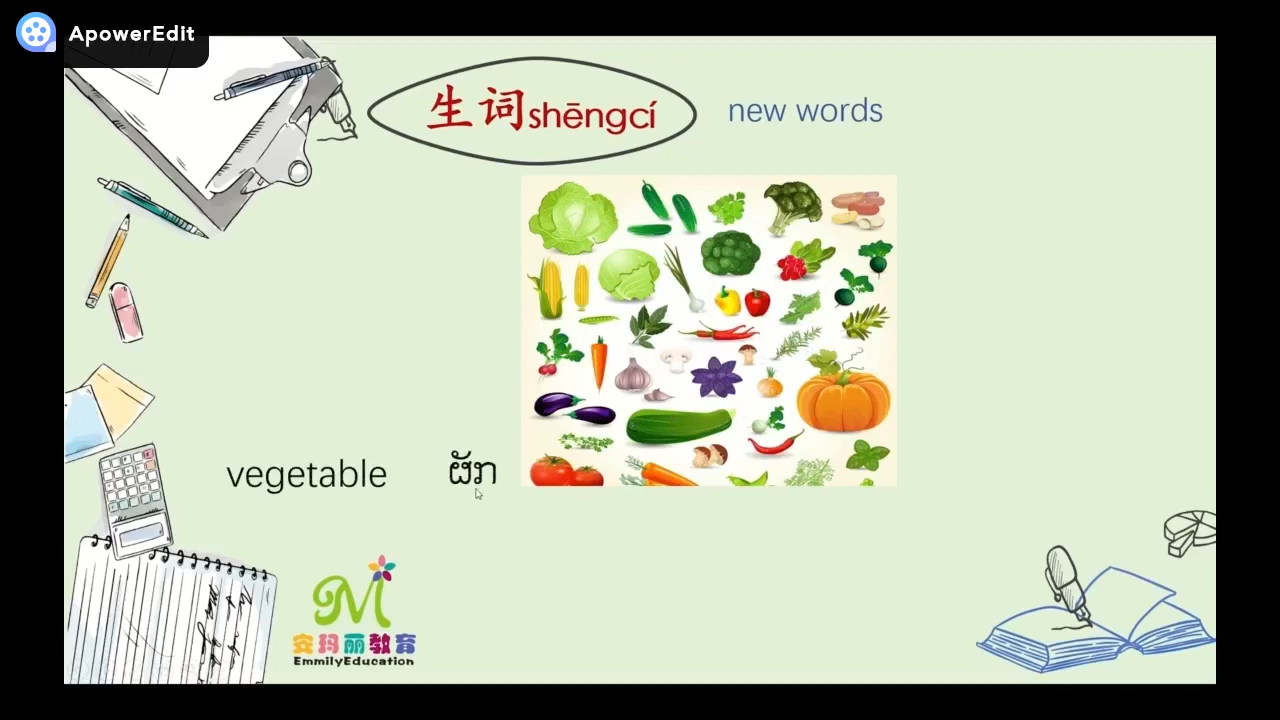 ApowerEdit
生词shēngcí
new words
vegetable ຜັກ
安玛丽教育
EmmilyEducation